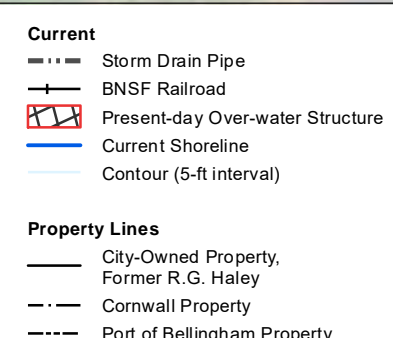 Current
Storm Drain Pipe
BNSF Railroad
Present-day Over-water Structure
Current Shoreline
Contour (5-ft interval)
Property Lines
City-Owned Property,
Former R.G. Haley
Cornwall Property
Port of Bellingham Property